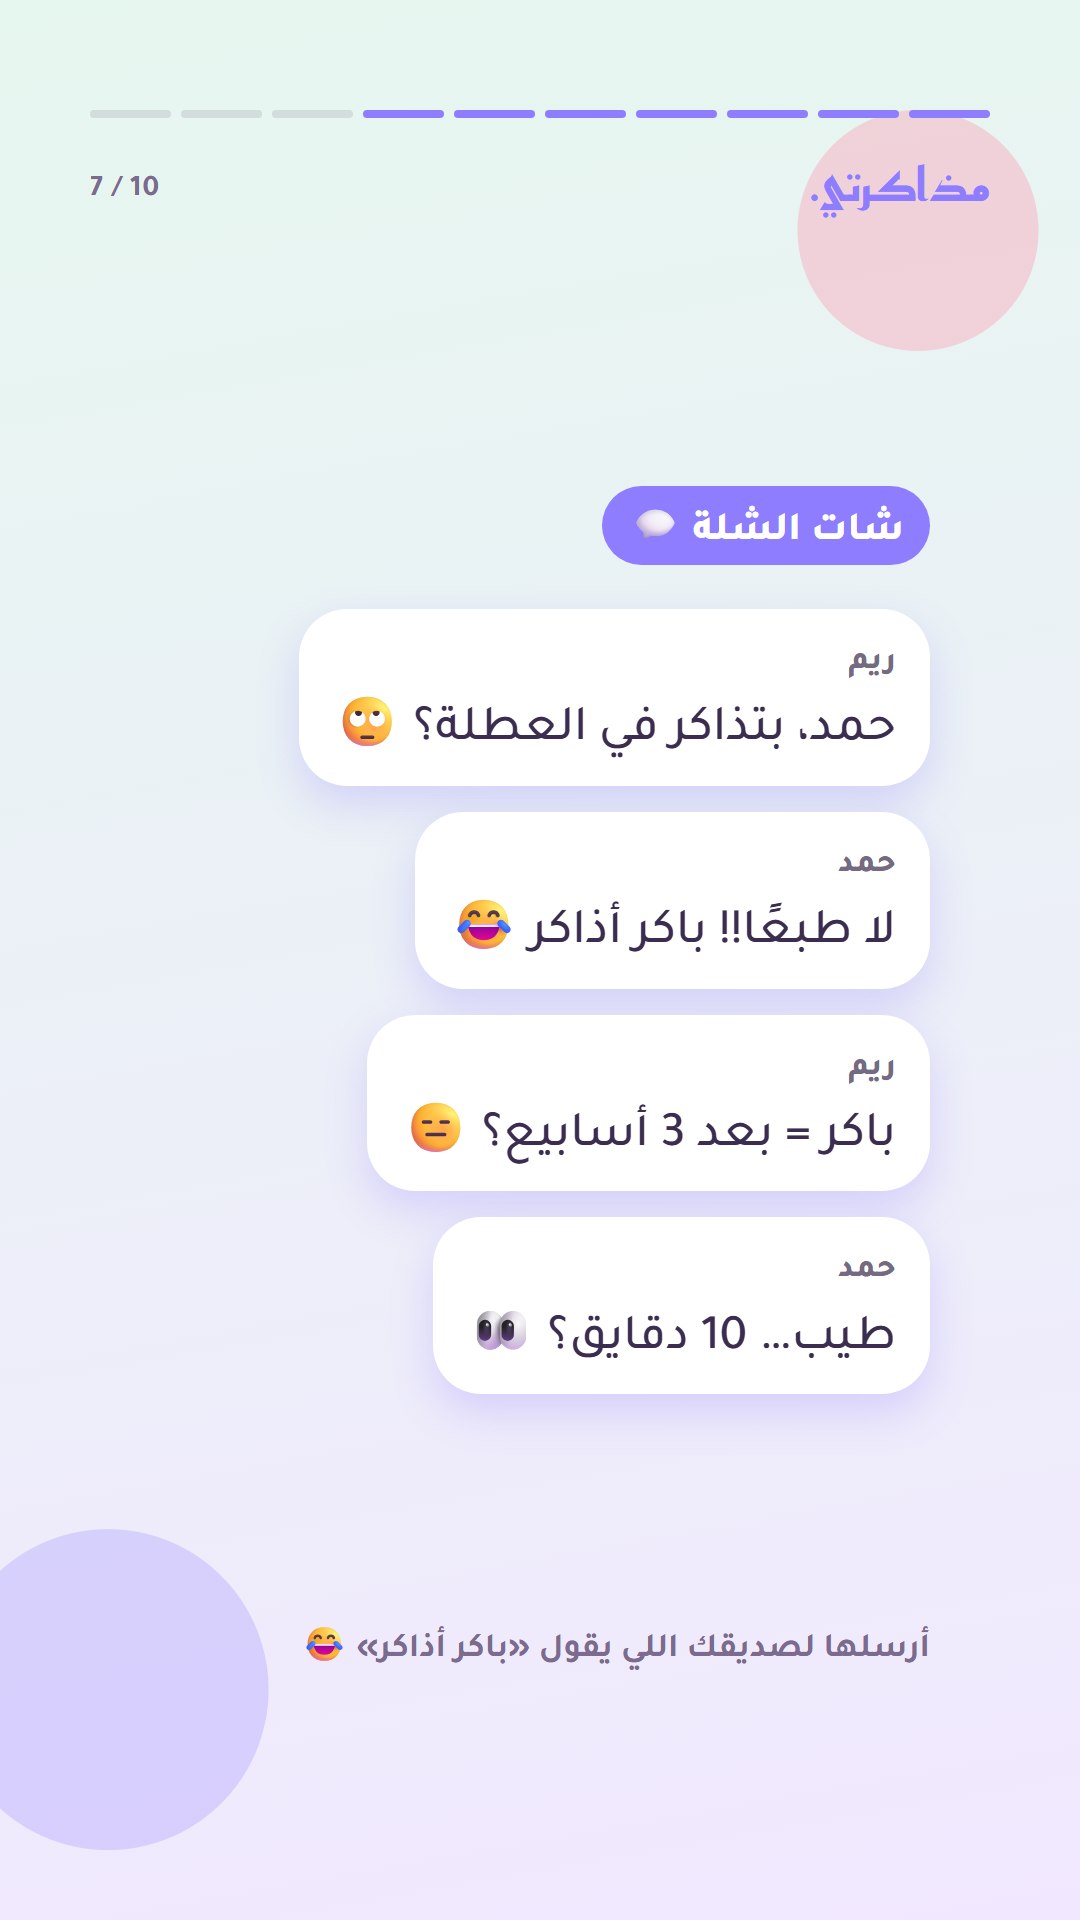 مذاكرتي.
7 / 10
شات الشلة 💬
ريم
حمد، بتذاكر في العطلة؟ 🙄
حمد
لا طبعًا!! باكر أذاكر 😂
ريم
باكر = بعد 3 أسابيع؟ 😑
حمد
طيب... 10 دقايق؟ 👀
أرسلها لصديقك اللي يقول «باكر أذاكر» 😂